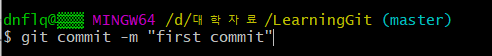 dnflq@▒▒▒ MINGW64 /d/대학자료/LearningGit (master)
$ git commit -m "first commit"